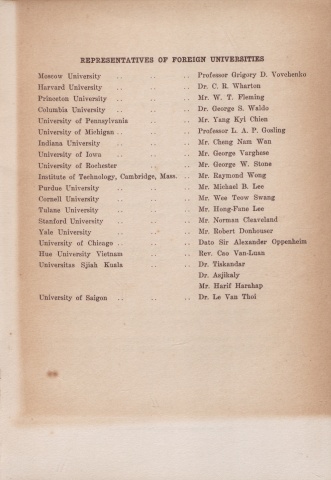 REPRESENTATIVES OF FOREIGN UNIVERSITIES
Moscow University .. .. .. Professor Grigory D. Vovchenko
Harvard University .. .. Dr. C. R. Wharton
Princeton University .. .. .. Mr. W. T. Fleming
Columbia University .. .. .. Dr. George S. Waldo
University of Pennsylvania .. .. Mr. Yang Kyi Chien
University of Michigan .. .. .. Professor L. A. P. Gosling
Indiana University .. .. .. Mr. Cheng Nam Wan
University of Iowa .. .. .. Mr. George Varghese
University of Rochester .. .. Mr. George W. Stone
Institute of Technology, Cambridge, Mass. .. Mr. Raymond Wong
Purdue University .. .. .. Mr. Michael B. Lee
Cornell University .. .. .. Mr. Wee Teow Swang
Tulane University .. .. .. Mr. Hong-Fone Lee
Stanford University .. .. .. Mr. Norman Cleaveland
Yale University .. .. .. Mr. Robert Donhauser
University of Chicago .. .. .. Dato Sir Alexander Oppenheim
Hue University Vietnam .. .. Rev. Cao Van-Luan
Universitas Sjiah Kuala .. .. Dr. Tiskandar
Dr. Asjikaly
Mr. Harif Harahap
University of Saigon .. .. .. Dr. Le Van Thoi